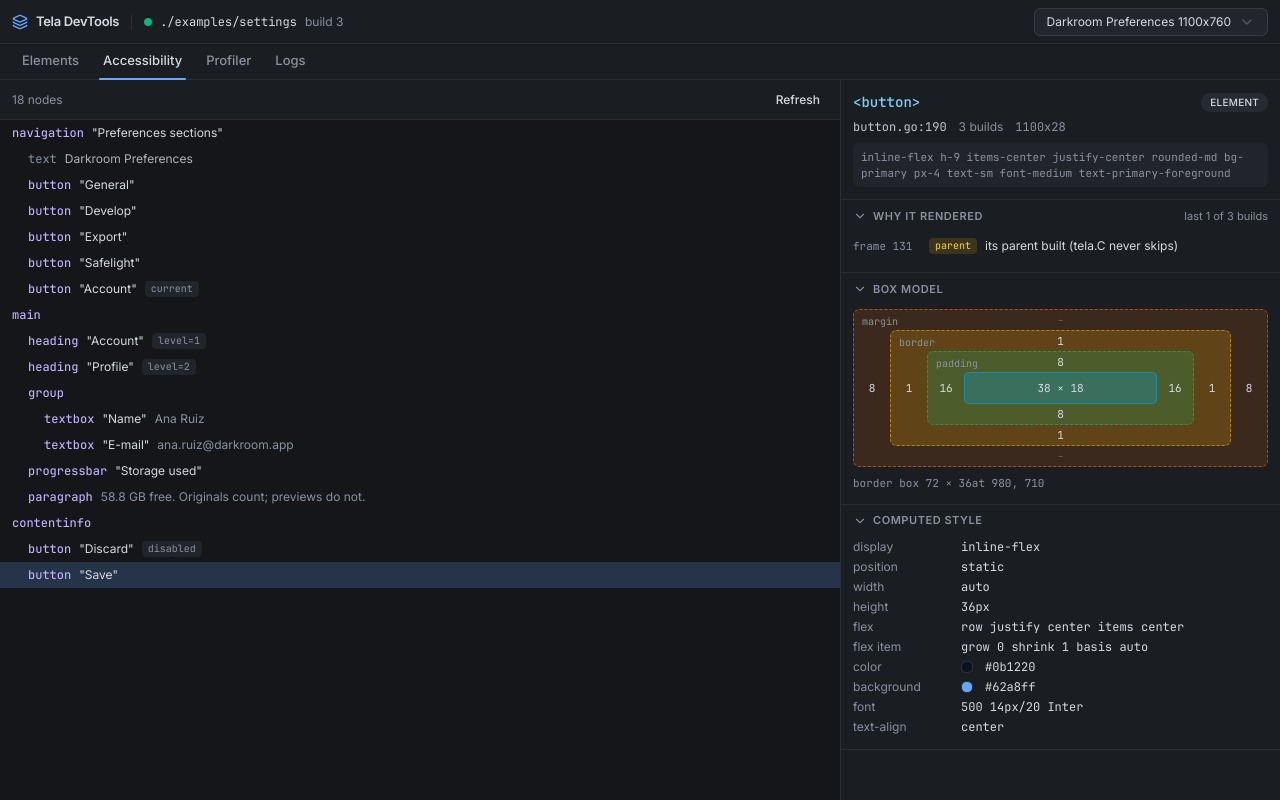 Tela DevTools ./examples/settings build 3 Darkroom Preferences 1100x760
Elements Accessibility Profiler Logs
18 nodes Refresh
navigation "Preferences sections"
text Darkroom Preferences
button "General"
button "Develop"
button "Export"
button "Safelight"
button "Account" current
main
heading "Account" level=1
heading "Profile" level=2
group
textbox "Name" Ana Ruiz
textbox "E-mail" ana.ruiz@darkroom.app
progressbar "Storage used"
paragraph 58.8 GB free. Originals count; previews do not.
contentinfo
button "Discard" disabled
button "Save"
<button> ELEMENT
button.go:190 3 builds 1100x28
inline-flex h-9 items-center justify-center rounded-md bg-
primary px-4 text-sm font-medium text-primary-foreground
WHY IT RENDERED last 1 of 3 builds
frame 131 parent its parent built (tela.C never skips)
BOX MODEL
margin -
border 1
padding 8
8 1 16 38 × 18 16 1 8
8
1
-
border box 72 × 36at 980, 710
COMPUTED STYLE
display inline-flex
position static
width auto
height 36px
flex row justify center items center
flex item grow 0 shrink 1 basis auto
color #0b1220
background #62a8ff
font 500 14px/20 Inter
text-align center